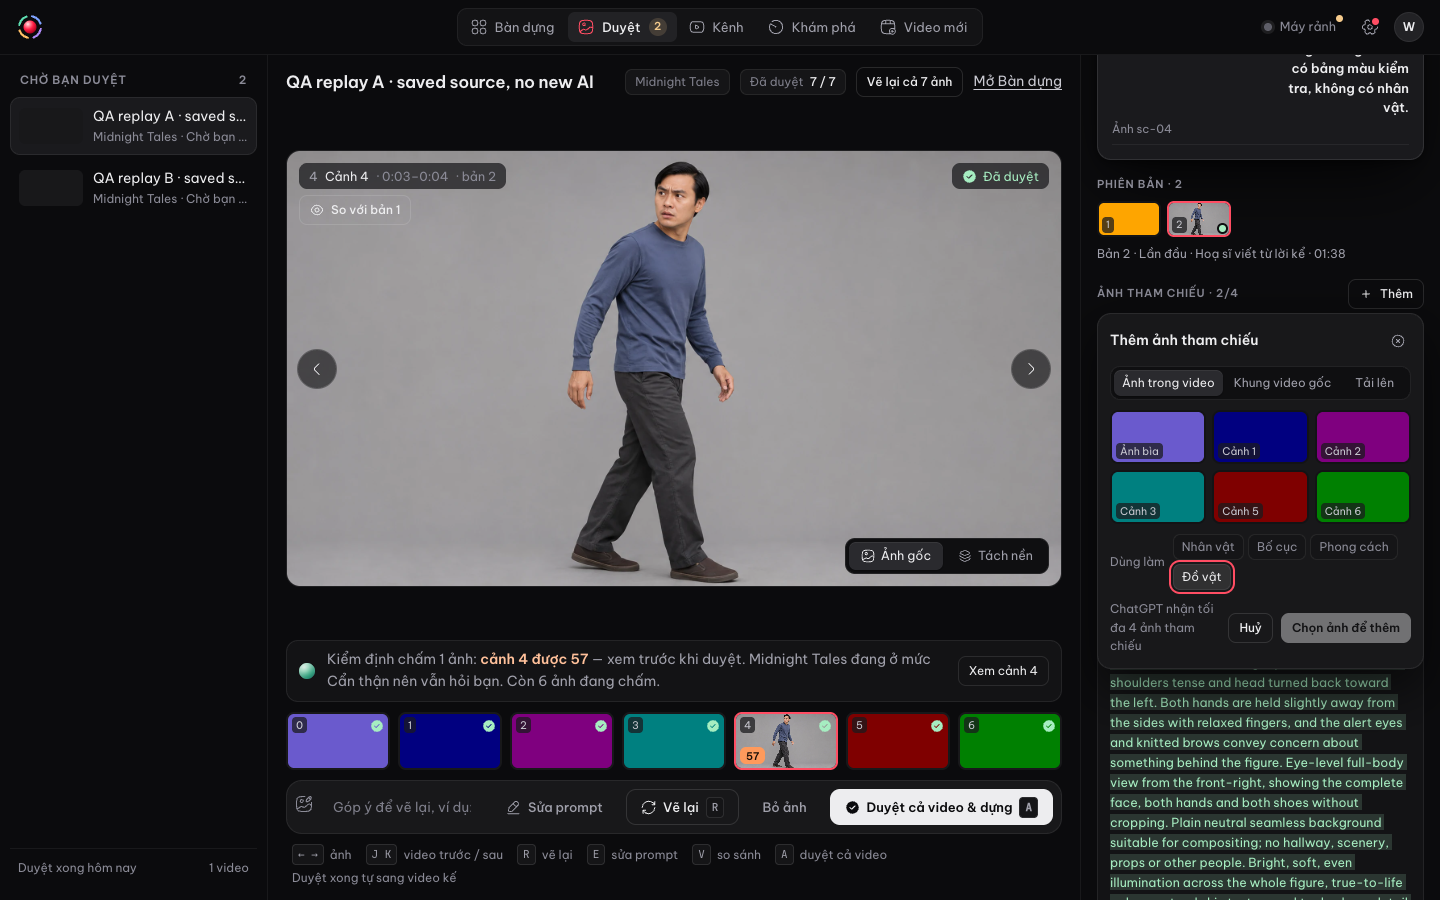 Bàn dựng
Duyệt 2
Kênh
Khám phá
Video mới
Máy rảnh
W
CHỜ BẠN DUYỆT 2
QA replay A · saved s...
Midnight Tales · Chờ bạn ...
QA replay B · saved s...
Midnight Tales · Chờ bạn ...
Duyệt xong hôm nay 1 video
QA replay A · saved source, no new AI
Midnight Tales
Đã duyệt 7 / 7
Vẽ lại cả 7 ảnh
Mở Bàn dựng
4 Cảnh 4 · 0:03–0:04 · bản 2
So với bản 1
Đã duyệt
Ảnh gốc
Tách nền
Kiểm định chấm 1 ảnh: cảnh 4 được 57 — xem trước khi duyệt. Midnight Tales đang ở mức
Cẩn thận nên vẫn hỏi bạn. Còn 6 ảnh đang chấm.
Xem cảnh 4
0
1
2
3
4
57
5
6
Góp ý để vẽ lại, ví dụ:
Sửa prompt
Vẽ lại R
Bỏ ảnh
Duyệt cả video & dựng A
← → ảnh
J K video trước / sau
R vẽ lại
E sửa prompt
V so sánh
A duyệt cả video
Duyệt xong tự sang video kế
có bảng màu kiểm
tra, không có nhân
vật.
Ảnh sc-04
PHIÊN BẢN · 2
1
2
Bản 2 · Lần đầu · Hoạ sĩ viết từ lời kể · 01:38
ẢNH THAM CHIẾU · 2/4
+ Thêm
Thêm ảnh tham chiếu
Ảnh trong video
Khung video gốc
Tải lên
Ảnh bìa
Cảnh 1
Cảnh 2
Cảnh 3
Cảnh 5
Cảnh 6
Dùng làm
Nhân vật
Bố cục
Phong cách
Đồ vật
ChatGPT nhận tối
đa 4 ảnh tham
chiếu
Huỷ
Chọn ảnh để thêm
shoulders tense and head turned back toward
the left. Both hands are held slightly away from
the sides with relaxed fingers, and the alert eyes
and knitted brows convey concern about
something behind the figure. Eye-level full-body
view from the front-right, showing the complete
face, both hands and both shoes without
cropping. Plain neutral seamless background
suitable for compositing; no hallway, scenery,
props or other people. Bright, soft, even
illumination across the whole figure, true-to-life